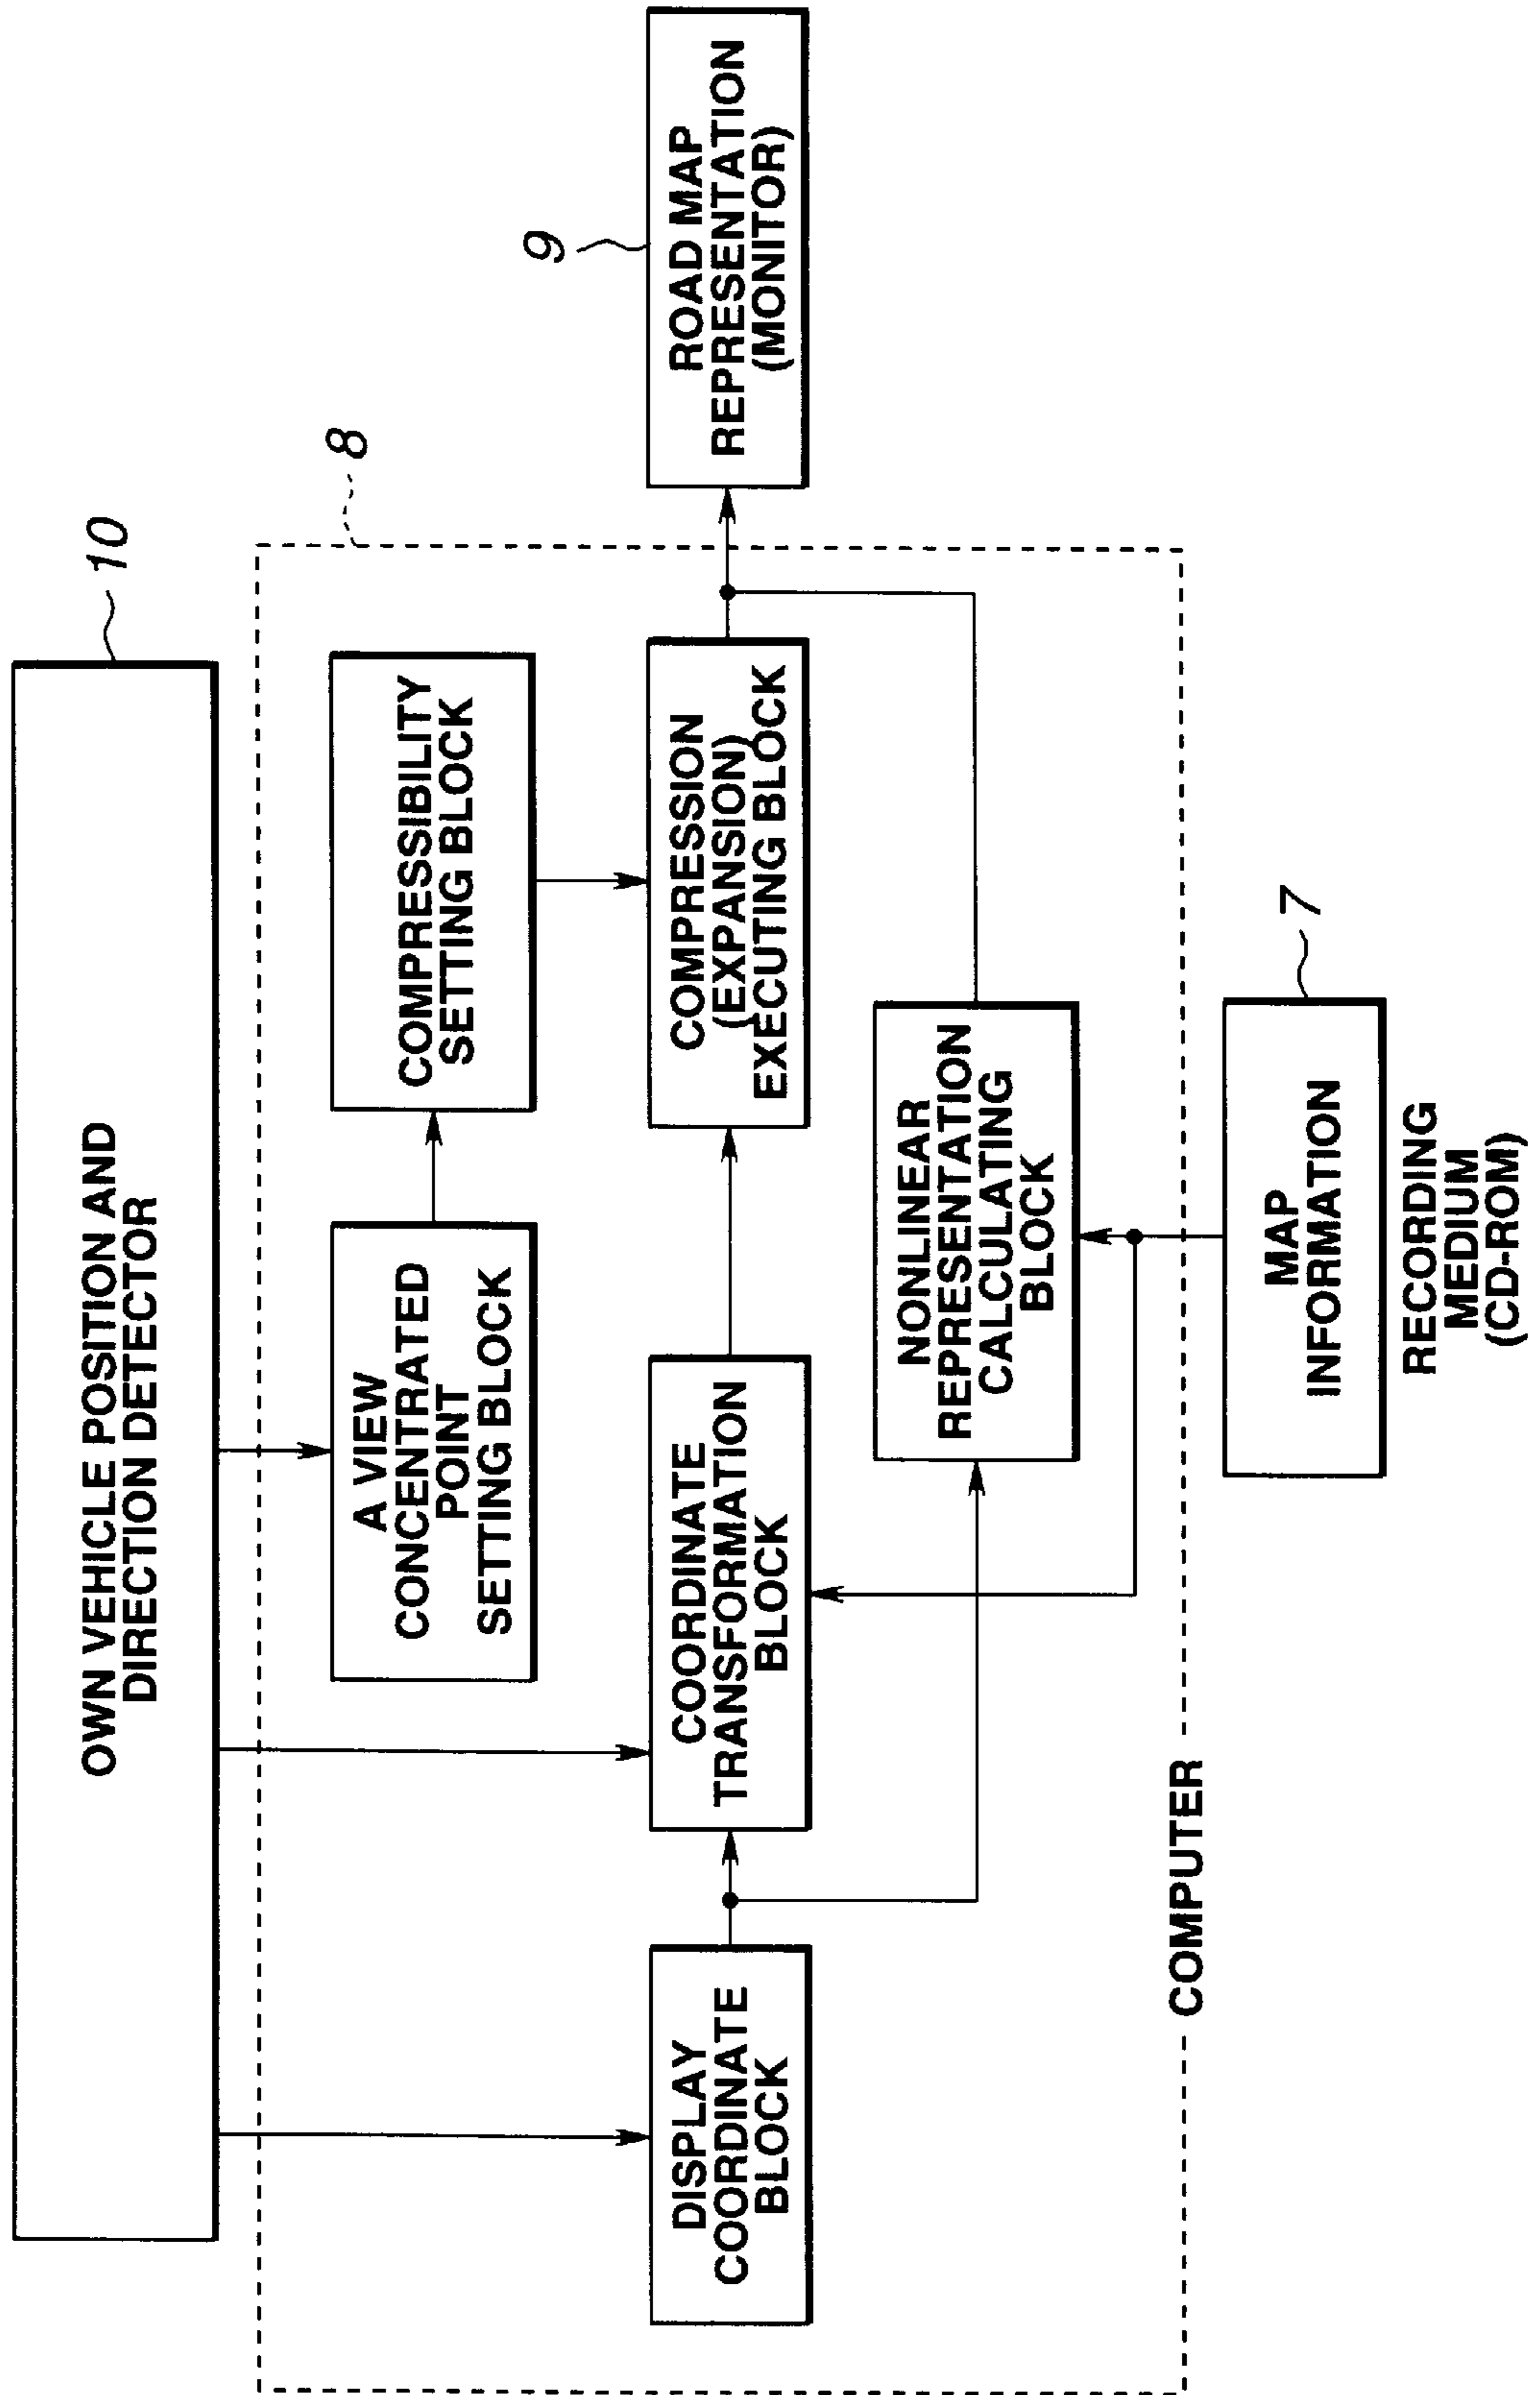 OWN VEHICLE POSITION AND
DIRECTION DETECTOR
10
8
A VIEW
CONCENTRATED
POINT
SETTING BLOCK
COMPRESSIBILITY
SETTING BLOCK
DISPLAY
COORDINATE
BLOCK
COORDINATE
TRANSFORMATION
BLOCK
COMPRESSION
(EXPANSION)
EXECUTING BLOCK
9
ROAD MAP
REPRESENTATION
(MONITOR)
NONLINEAR
REPRESENTATION
CALCULATING
BLOCK
COMPUTER
7
MAP
INFORMATION
RECORDING
MEDIUM
(CD-ROM)